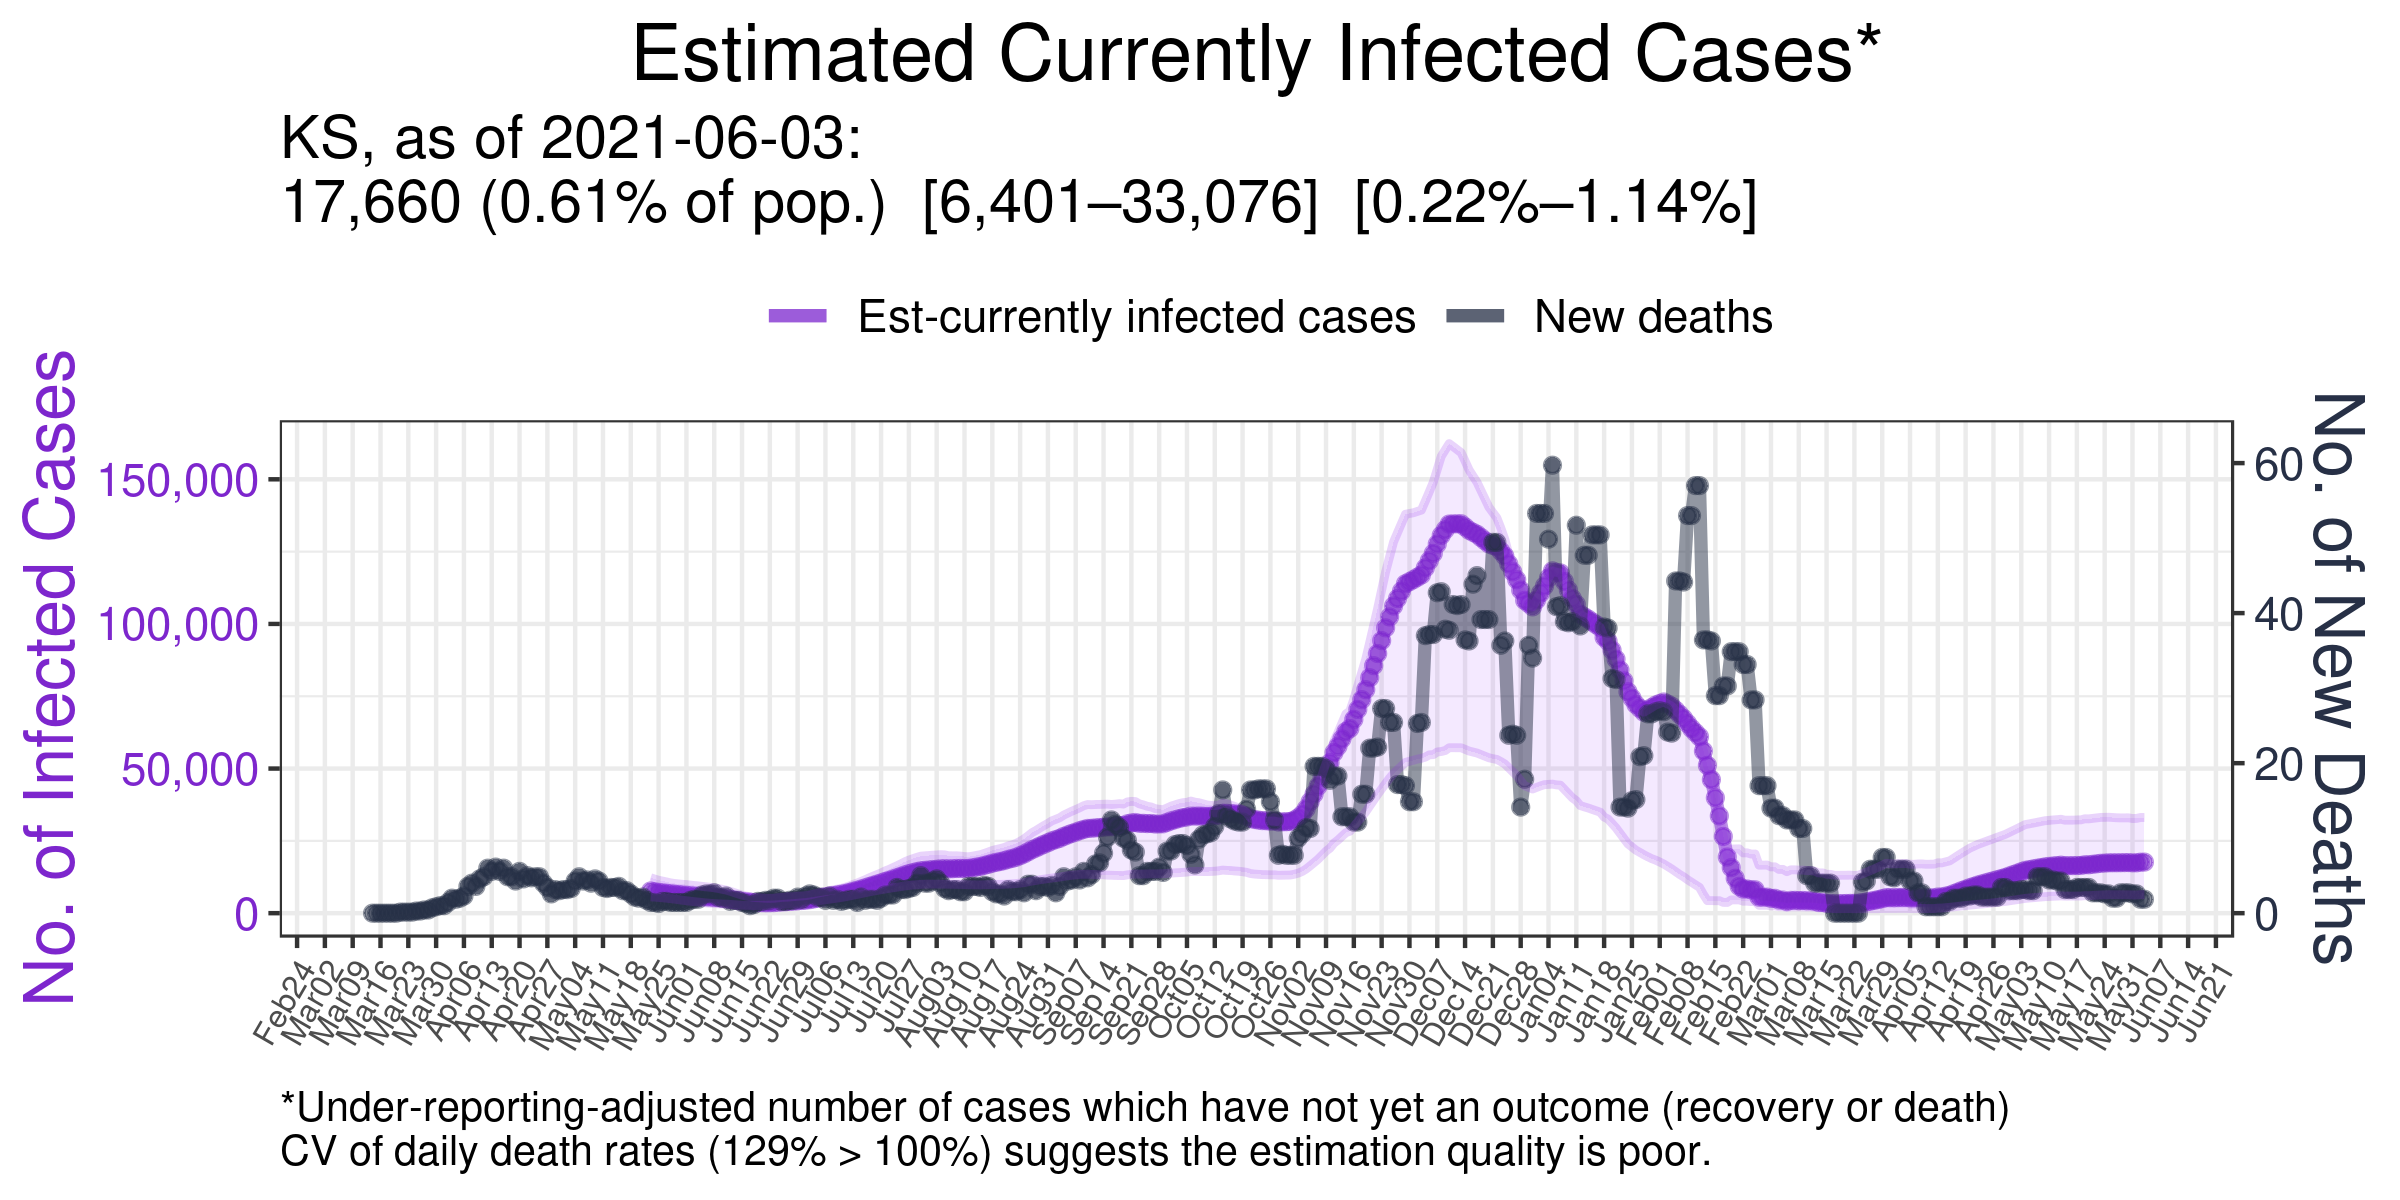 Estimated Currently Infected Cases*
KS, as of 2021-06-03:
17,660 (0.61% of pop.) [6,401–33,076] [0.22%–1.14%]
Est-currently infected cases
New deaths
No. of Infected Cases
150,000
100,000
50,000
0
60
40
20
0
No. of New Deaths
Feb24
Mar02
Mar09
Mar16
Mar23
Mar30
Apr06
Apr13
Apr20
Apr27
May04
May11
May18
May25
Jun01
Jun08
Jun15
Jun22
Jun29
Jul06
Jul13
Jul20
Jul27
Aug03
Aug10
Aug17
Aug24
Aug31
Sep07
Sep14
Sep21
Sep28
Oct05
Oct12
Oct19
Oct26
Nov02
Nov09
Nov16
Nov23
Nov30
Dec07
Dec14
Dec21
Dec28
Jan04
Jan11
Jan18
Jan25
Feb01
Feb08
Feb15
Feb22
Mar01
Mar08
Mar15
Mar22
Mar29
Apr05
Apr12
Apr19
Apr26
May03
May10
May17
May24
May31
Jun07
Jun14
Jun21
*Under-reporting-adjusted number of cases which have not yet an outcome (recovery or death)
CV of daily death rates (129% > 100%) suggests the estimation quality is poor.